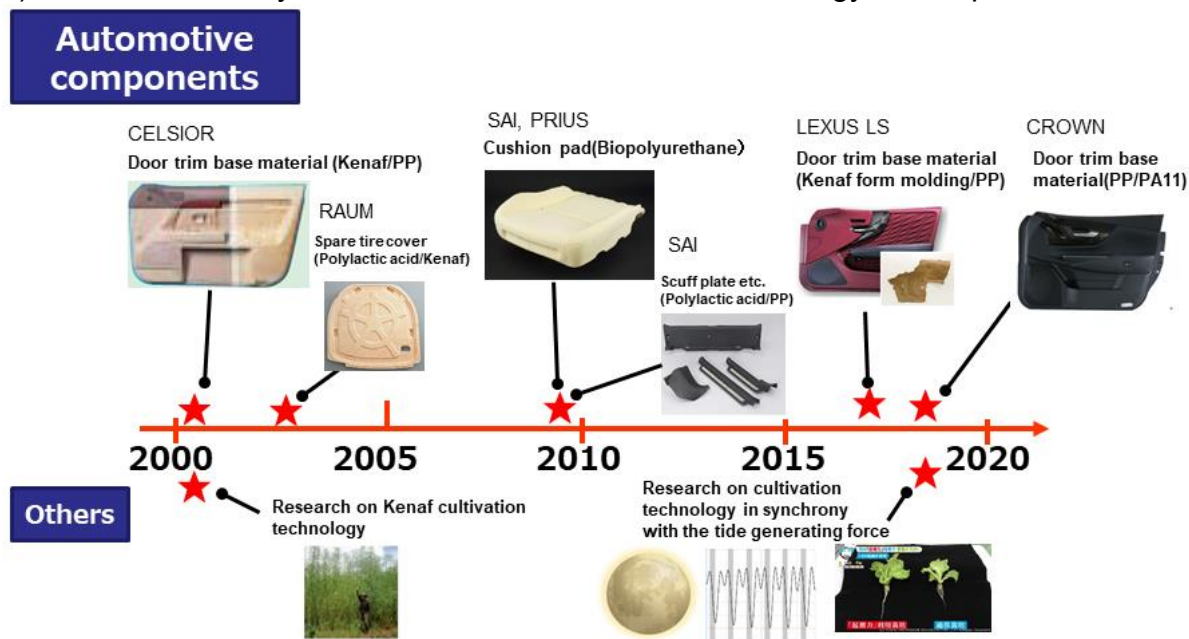 Automotive
components
CELSIOR
Door trim base material (Kenaf/PP)
RAUM
Spare tire cover
(Polylactic acid/Kenaf)
SAI, PRIUS
Cushion pad(Biopolyurethane)
SAI
Scuff plate etc.
(Polylactic acid/PP)
LEXUS LS
Door trim base material
(Kenaf form molding/PP)
CROWN
Door trim base
material(PP/PA11)
2000
2005
2010
2015
2020
Others
Research on Kenaf cultivation
technology
Research on cultivation
technology in synchrony
with the tide generating force